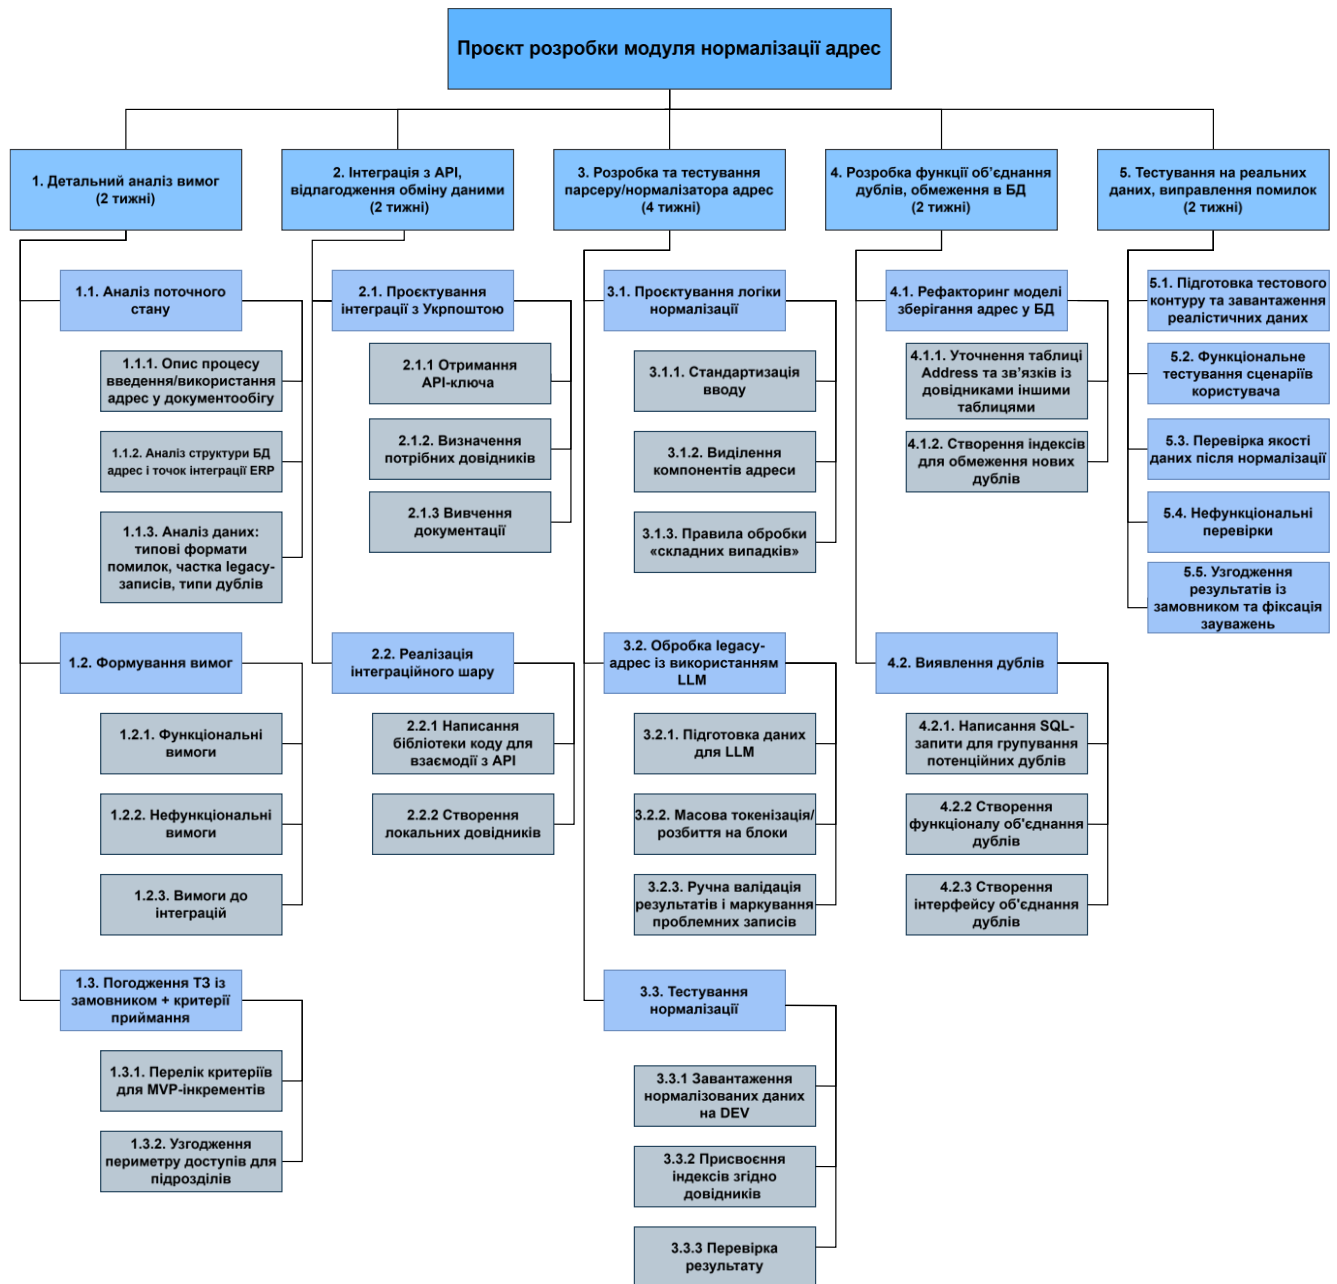 Проєкт розробки модуля нормалізації адрес
1. Детальний аналіз вимог
(2 тижні)
1.1. Аналіз поточного
стану
1.1.1. Опис процесу
введення/використання
адрес у документообігу
1.1.2. Аналіз структури БД
адрес і точок інтеграції ERP
1.1.3. Аналіз даних:
типові формати
помилок, частка legacy-
записів, типи дублів
1.2. Формування вимог
1.2.1. Функціональні
вимоги
1.2.2. Нефункціональні
вимоги
1.2.3. Вимоги до
інтеграцій
1.3. Погодження ТЗ із
замовником + критерії
приймання
1.3.1. Перелік критеріїв
для MVP-інкрементів
1.3.2. Узгодження
периметру доступів для
підрозділів
2. Інтеграція з API,
відлагодження обміну даними
(2 тижні)
2.1. Проєктування
інтеграції з Укрпоштою
2.1.1 Отримання
API-ключа
2.1.2. Визначення
потрібних довідників
2.1.3 Вивчення
документації
2.2. Реалізація
інтеграційного шару
2.2.1 Написання
бібліотеки коду для
взаємодії з API
2.2.2 Створення
локальних довідників
3. Розробка та тестування
парсеру/нормалізатора адрес
(4 тижні)
3.1. Проєктування логіки
нормалізації
3.1.1. Стандартизація
вводу
3.1.2. Виділення
компонентів адреси
3.1.3. Правила обробки
«складних випадків»
3.2. Обробка legacy-
адрес із використанням
LLM
3.2.1. Підготовка даних
для LLM
3.2.2. Масова токенізація/
розбиття на блоки
3.2.3. Ручна валідація
результатів і маркування
проблемних записів
3.3. Тестування
нормалізації
3.3.1 Завантаження
нормалізованих даних
на DEV
3.3.2 Присвоєння
індексів згідно
довідників
3.3.3 Перевірка
результату
4. Розробка функції об’єднання
дублів, обмеження в БД
(2 тижні)
4.1. Рефакторинг моделі
зберігання адрес у БД
4.1.1. Уточнення таблиці
Address та зв’язків із
довідниками іншими
таблицями
4.1.2. Створення індексів
для обмеження нових
дублів
4.2. Виявлення дублів
4.2.1. Написання SQL-
запити для групування
потенційних дублів
4.2.2 Створення
функціоналу об'єднання
дублів
4.2.3 Створення
інтерфейсу об'єднання
дублів
5. Тестування на реальних
даних, виправлення помилок
(2 тижні)
5.1. Підготовка тестового
контуру та завантаження
реалістичних даних
5.2. Функціональне
тестування сценаріїв
користувача
5.3. Перевірка якості
даних після нормалізації
5.4. Нефункціональні
перевірки
5.5. Узгодження
результатів із
замовником та фіксація
зауважень